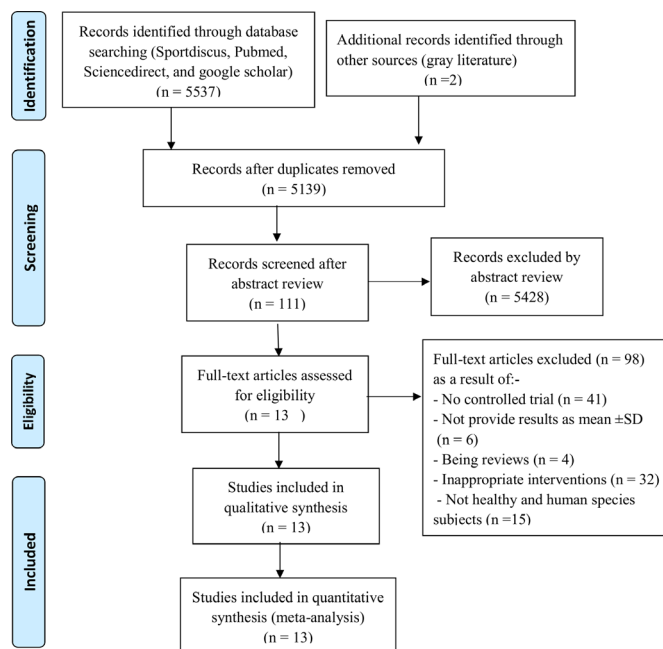 Identification
Records identified through database
searching (Sportdiscus, Pubmed,
Sciencedirect, and google scholar)
(n = 5537)
Additional records identified through
other sources (gray literature)
(n =2)
Screening
Records after duplicates removed
(n = 5139)
Records screened after
abstract review
(n = 111)
Records excluded by
abstract review
(n = 5428)
Eligibility
Full-text articles assessed
for eligibility
(n = 13 )
Full-text articles excluded (n = 98)
as a result of:-
- No controlled trial (n = 41)
- Not provide results as mean ±SD
(n = 6)
- Being reviews (n = 4)
- Inappropriate interventions (n = 32)
- Not healthy and human species
subjects (n =15)
Included
Studies included in
qualitative synthesis
(n = 13)
Studies included in quantitative
synthesis (meta-analysis)
(n = 13)